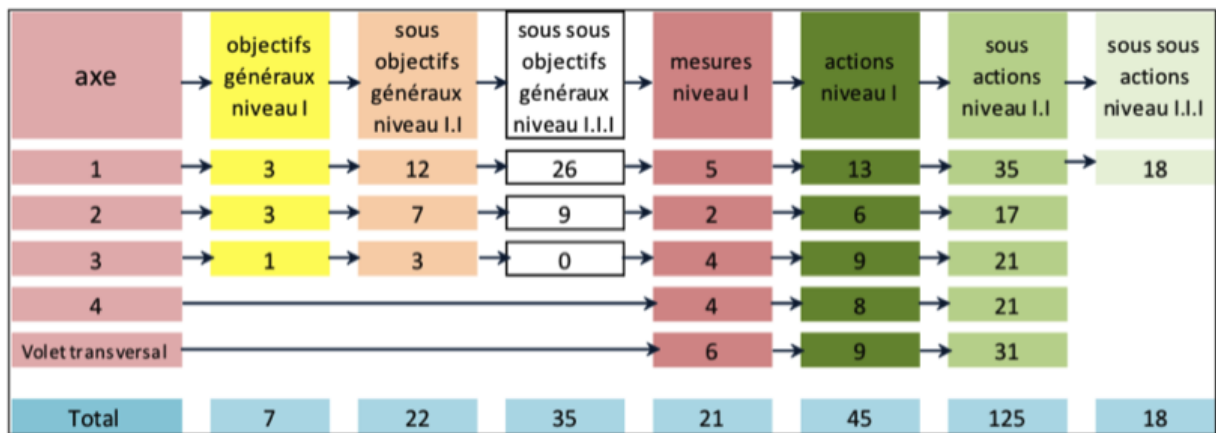 axe
objectifs
généraux
niveau I
sous
objectifs
généraux
niveau I.I
sous sous
objectifs
généraux
niveau I.I.I
mesures
niveau I
actions
niveau I
sous
actions
niveau I.I
sous sous
actions
niveau I.I.I
1 3 12 26 5 13 35 18
2 3 7 9 2 6 17
3 1 3 0 4 9 21
4 4 8 21
Volet transversal 6 9 31
Total 7 22 35 21 45 125 18